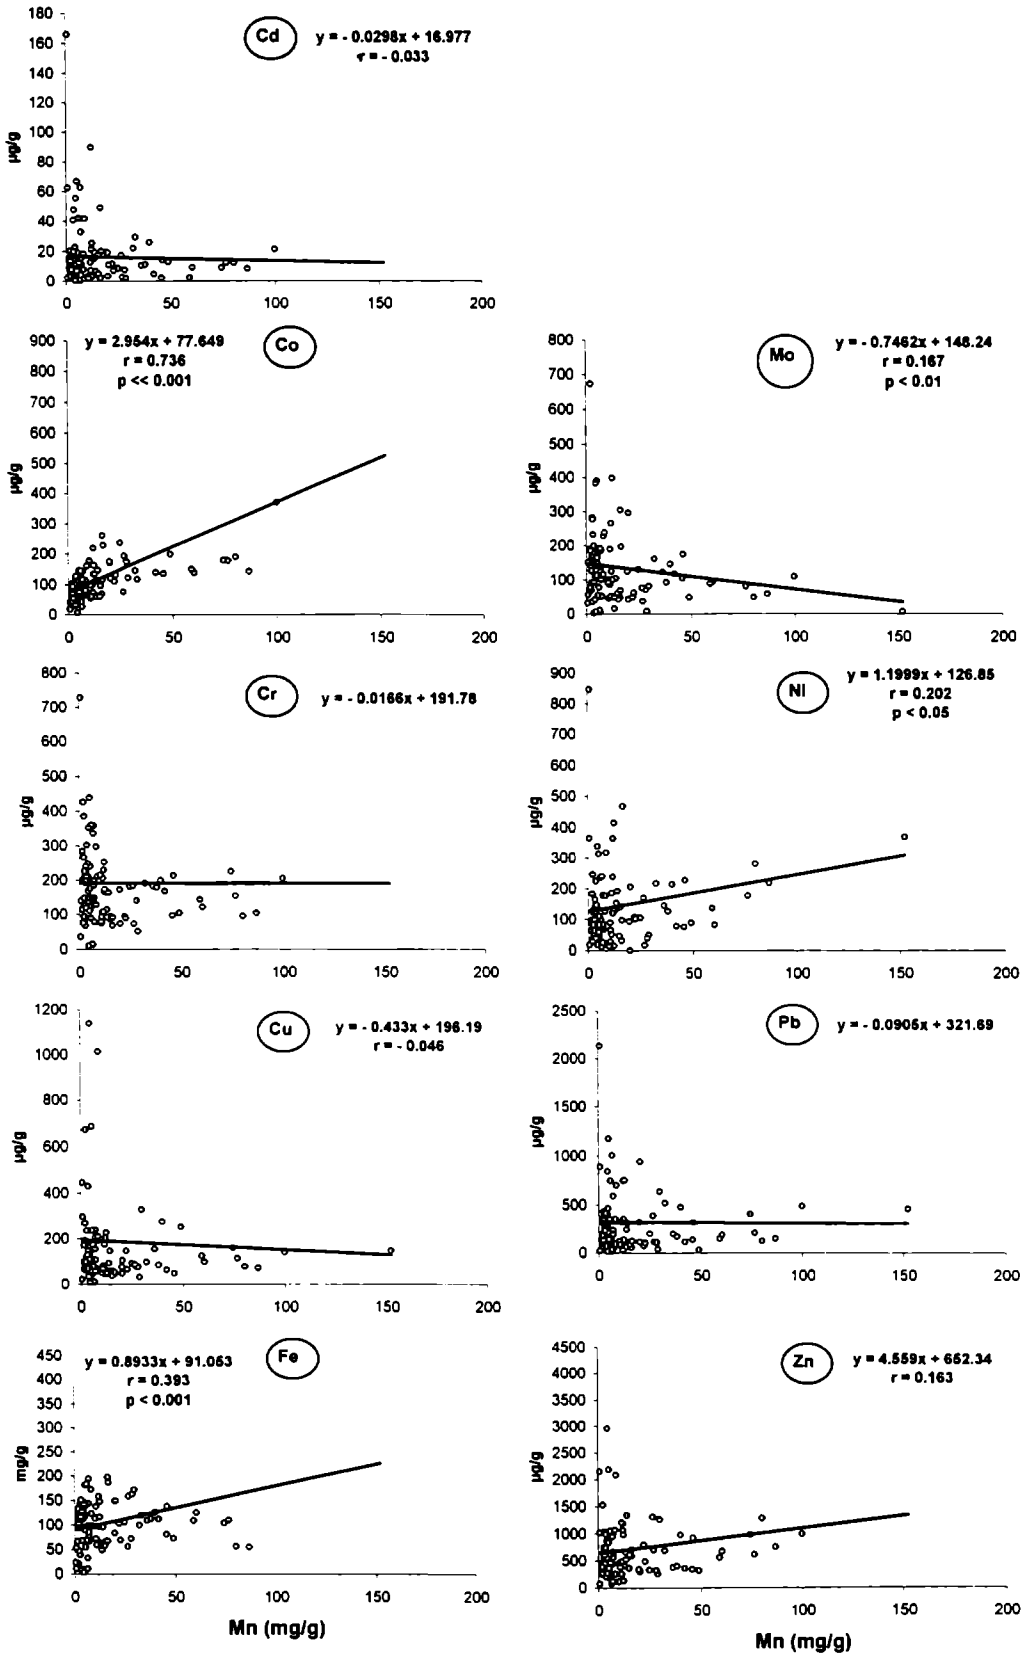 180
Cd
y = - 0.0298x + 16.977
r = - 0.033
160
140
120
100
80
60
40
20
0
µg/g
0 50 100 150 200
900
y = 2.954x + 77.649
r = 0.736
p << 0.001
Co
800
700
600
500
400
300
200
100
0
µg/g
0 50 100 150 200
800
Mo
y = - 0.7462x + 148.24
r = 0.167
p < 0.01
700
600
500
400
300
200
100
0
µg/g
0 50 100 150 200
800
Cr
y = - 0.0166x + 191.78
700
600
500
400
300
200
100
0
µg/g
0 50 100 150 200
900
Ni
y = 1.1999x + 126.85
r = 0.202
p < 0.05
800
700
600
500
400
300
200
100
0
µg/g
0 50 100 150 200
1200
Cu
y = - 0.433x + 196.19
r = - 0.046
1000
800
600
400
200
0
µg/g
0 50 100 150 200
2500
Pb
y = - 0.0905x + 321.69
2000
1500
1000
500
0
µg/g
0 50 100 150 200
450
y = 0.8933x + 91.053
r = 0.393
p < 0.001
Fe
400
350
300
250
200
150
100
50
0
mg/g
0 50 100 150 200
Mn (mg/g)
4500
Zn
y = 4.559x + 652.34
r = 0.163
4000
3500
3000
2500
2000
1500
1000
500
0
µg/g
0 50 100 150 200
Mn (mg/g)